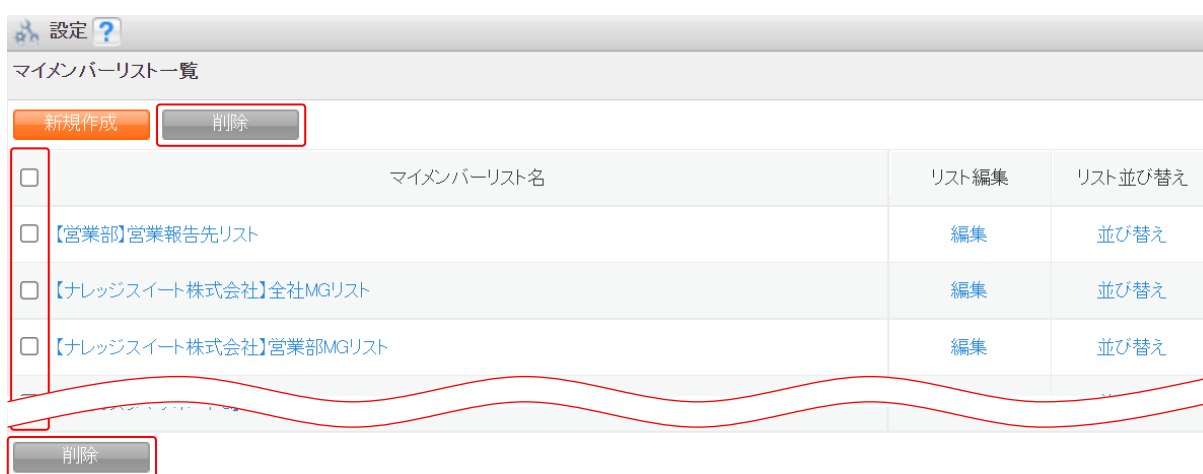 設定 ?
マイメンバーリスト一覧
新規作成 削除
マイメンバーリスト名 リスト編集 リスト並び替え
【営業部】営業報告先リスト 編集 並び替え
【ナレッジスイート株式会社】全社MGリスト 編集 並び替え
【ナレッジスイート株式会社】営業部MGリスト 編集 並び替え
削除